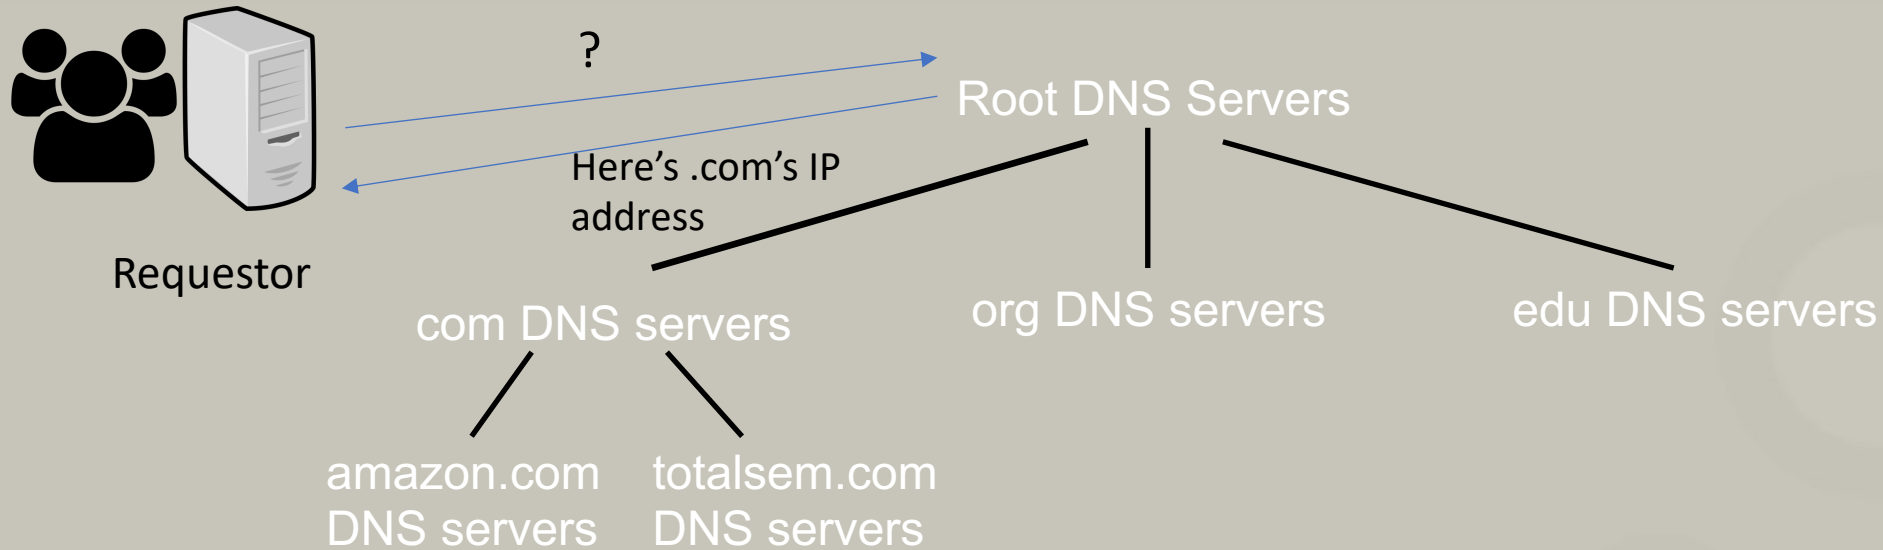 ?
Root DNS Servers
Here’s .com’s IP
address
Requestor
com DNS servers
org DNS servers
edu DNS servers
amazon.com
DNS servers
totalsem.com
DNS servers